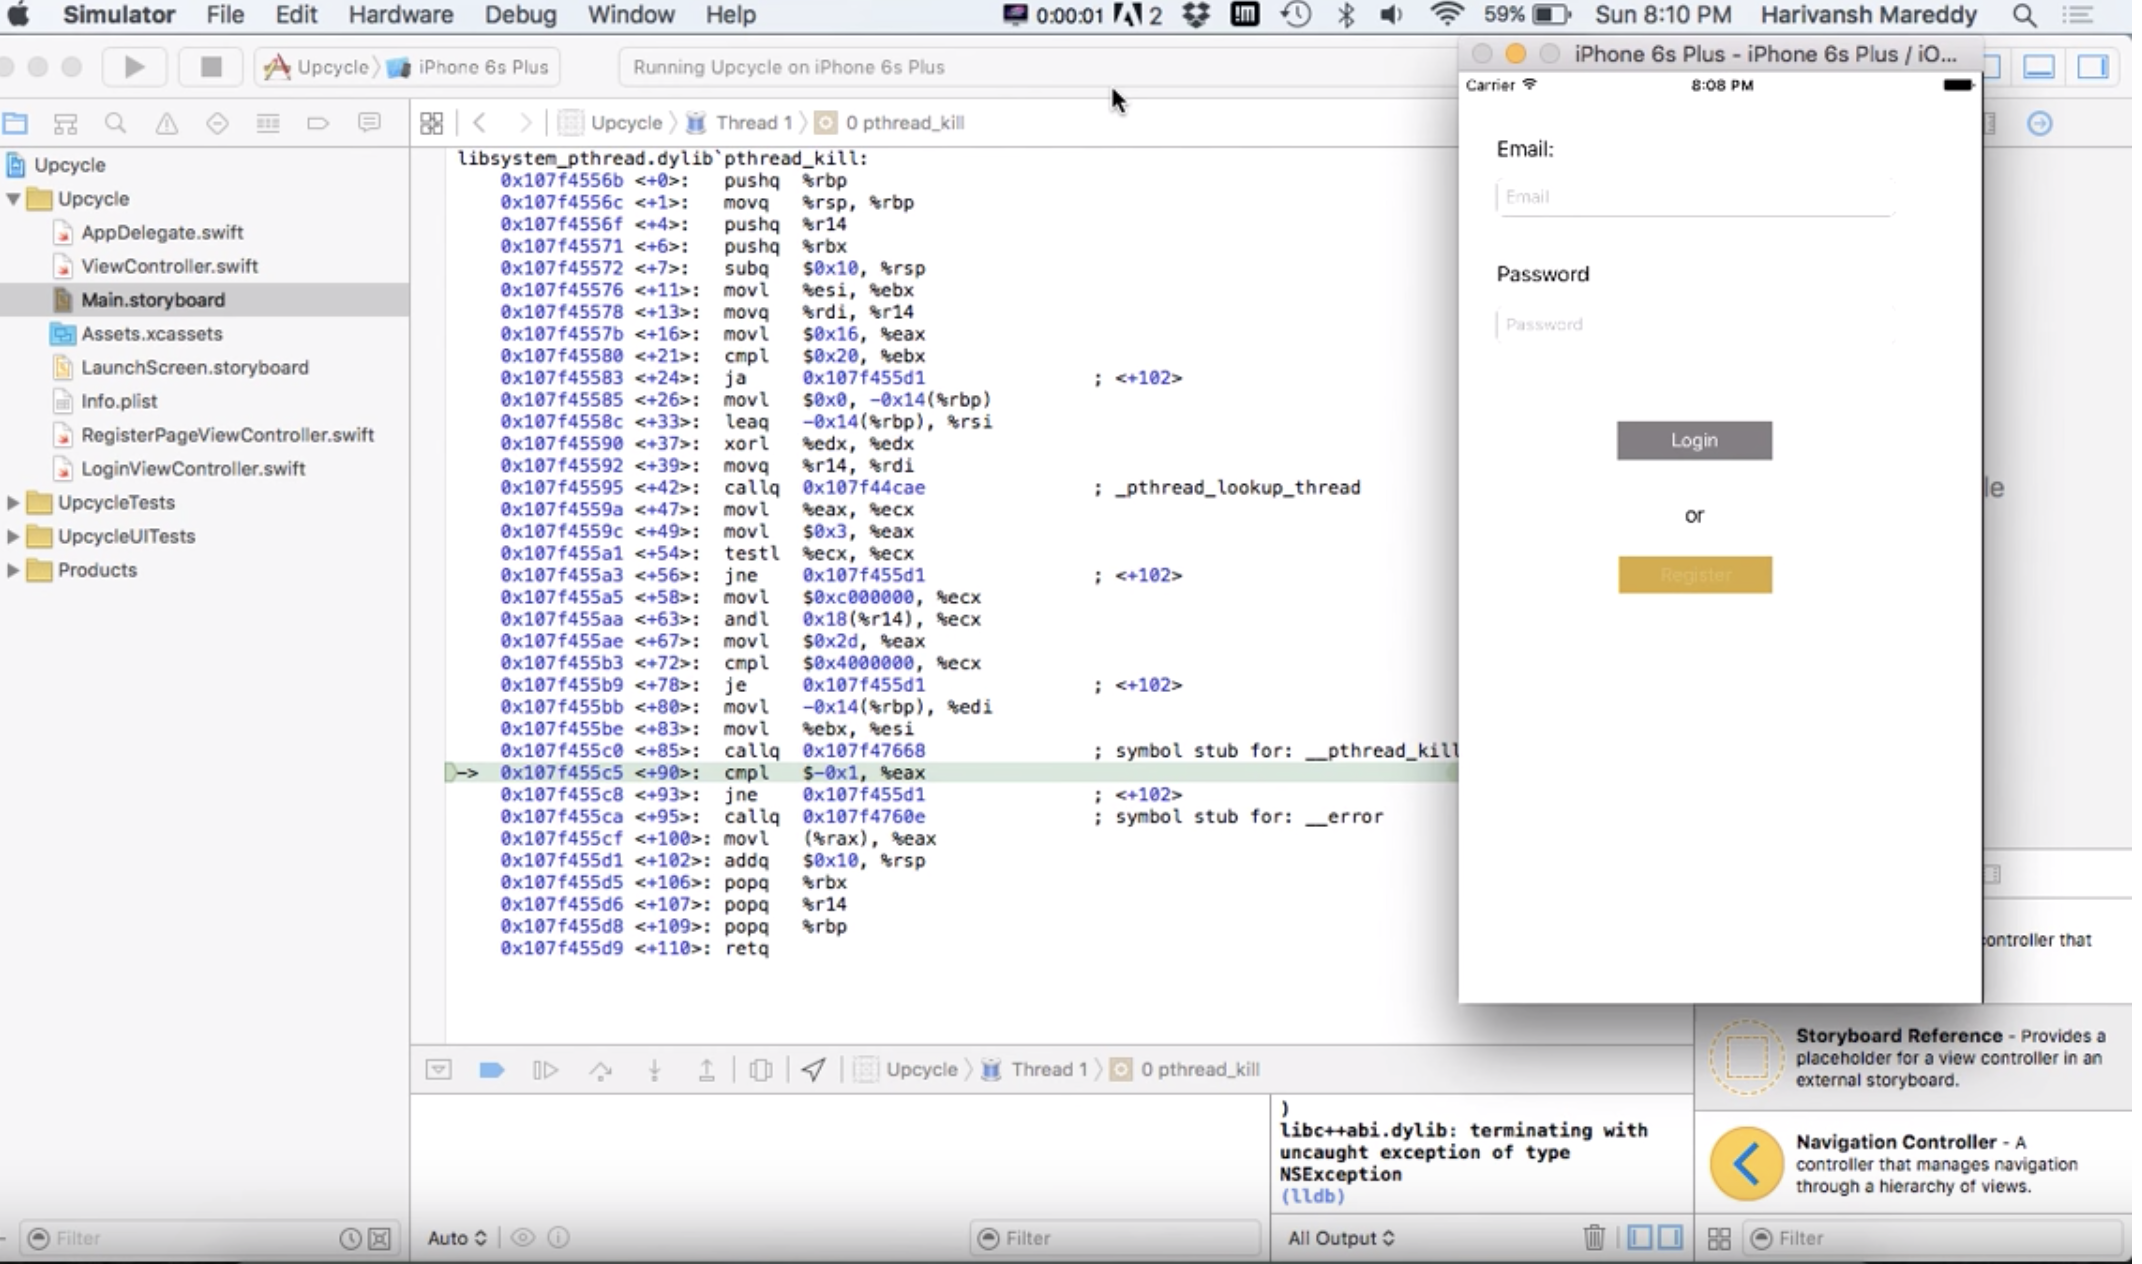 Simulator File Edit Hardware Debug Window Help 0:00:01 2 59% Sun 8:10 PM Harivansh Mareddy
Upcycle iPhone 6s Plus Running Upcycle on iPhone 6s Plus
Upcycle Thread 1 0 pthread_kill
Upcycle
Upcycle
AppDelegate.swift
ViewController.swift
Main.storyboard
Assets.xcassets
LaunchScreen.storyboard
Info.plist
RegisterPageViewController.swift
LoginViewController.swift
UpcycleTests
UpcycleUITests
Products
libsystem_pthread.dylib`pthread_kill:
0x107f4556b <+0>: pushq %rbp
0x107f4556c <+1>: movq %rsp, %rbp
0x107f4556f <+4>: pushq %r14
0x107f45571 <+6>: pushq %rbx
0x107f45572 <+7>: subq $0x10, %rsp
0x107f45576 <+11>: movl %esi, %ebx
0x107f45578 <+13>: movq %rdi, %r14
0x107f4557b <+16>: movl $0x16, %eax
0x107f45580 <+21>: cmpl $0x20, %ebx
0x107f45583 <+24>: ja 0x107f455d1 ; <+102>
0x107f45585 <+26>: movl $0x0, -0x14(%rbp)
0x107f4558c <+33>: leaq -0x14(%rbp), %rsi
0x107f45590 <+37>: xorl %edx, %edx
0x107f45592 <+39>: movq %r14, %rdi
0x107f45595 <+42>: callq 0x107f44cae ; _pthread_lookup_thread
0x107f4559a <+47>: movl %eax, %ecx
0x107f4559c <+49>: movl $0x3, %eax
0x107f455a1 <+54>: testl %ecx, %ecx
0x107f455a3 <+56>: jne 0x107f455d1 ; <+102>
0x107f455a5 <+58>: movl $0xc000000, %ecx
0x107f455aa <+63>: andl 0x18(%r14), %ecx
0x107f455ae <+67>: movl $0x2d, %eax
0x107f455b3 <+72>: cmpl $0x4000000, %ecx
0x107f455b9 <+78>: je 0x107f455d1 ; <+102>
0x107f455bb <+80>: movl -0x14(%rbp), %edi
0x107f455be <+83>: movl %ebx, %esi
0x107f455c0 <+85>: callq 0x107f47668 ; symbol stub for: __pthread_kill
-> 0x107f455c5 <+90>: cmpl $-0x1, %eax
0x107f455c8 <+93>: jne 0x107f455d1 ; <+102>
0x107f455ca <+95>: callq 0x107f4760e ; symbol stub for: __error
0x107f455cf <+100>: movl (%rax), %eax
0x107f455d1 <+102>: addq $0x10, %rsp
0x107f455d5 <+106>: popq %rbx
0x107f455d6 <+107>: popq %r14
0x107f455d8 <+109>: popq %rbp
0x107f455d9 <+110>: retq
iPhone 6s Plus - iPhone 6s Plus / iO...
Carrier 8:08 PM
Email:
Email
Password
Password
Login
or
Register
le
ontroller that
Upcycle Thread 1 0 pthread_kill
)
libc++abi.dylib: terminating with
uncaught exception of type
NSException
(lldb)
Storyboard Reference - Provides a
placeholder for a view controller in an
external storyboard.
Navigation Controller - A
controller that manages navigation
through a hierarchy of views.
Filter Auto Filter All Output Filter